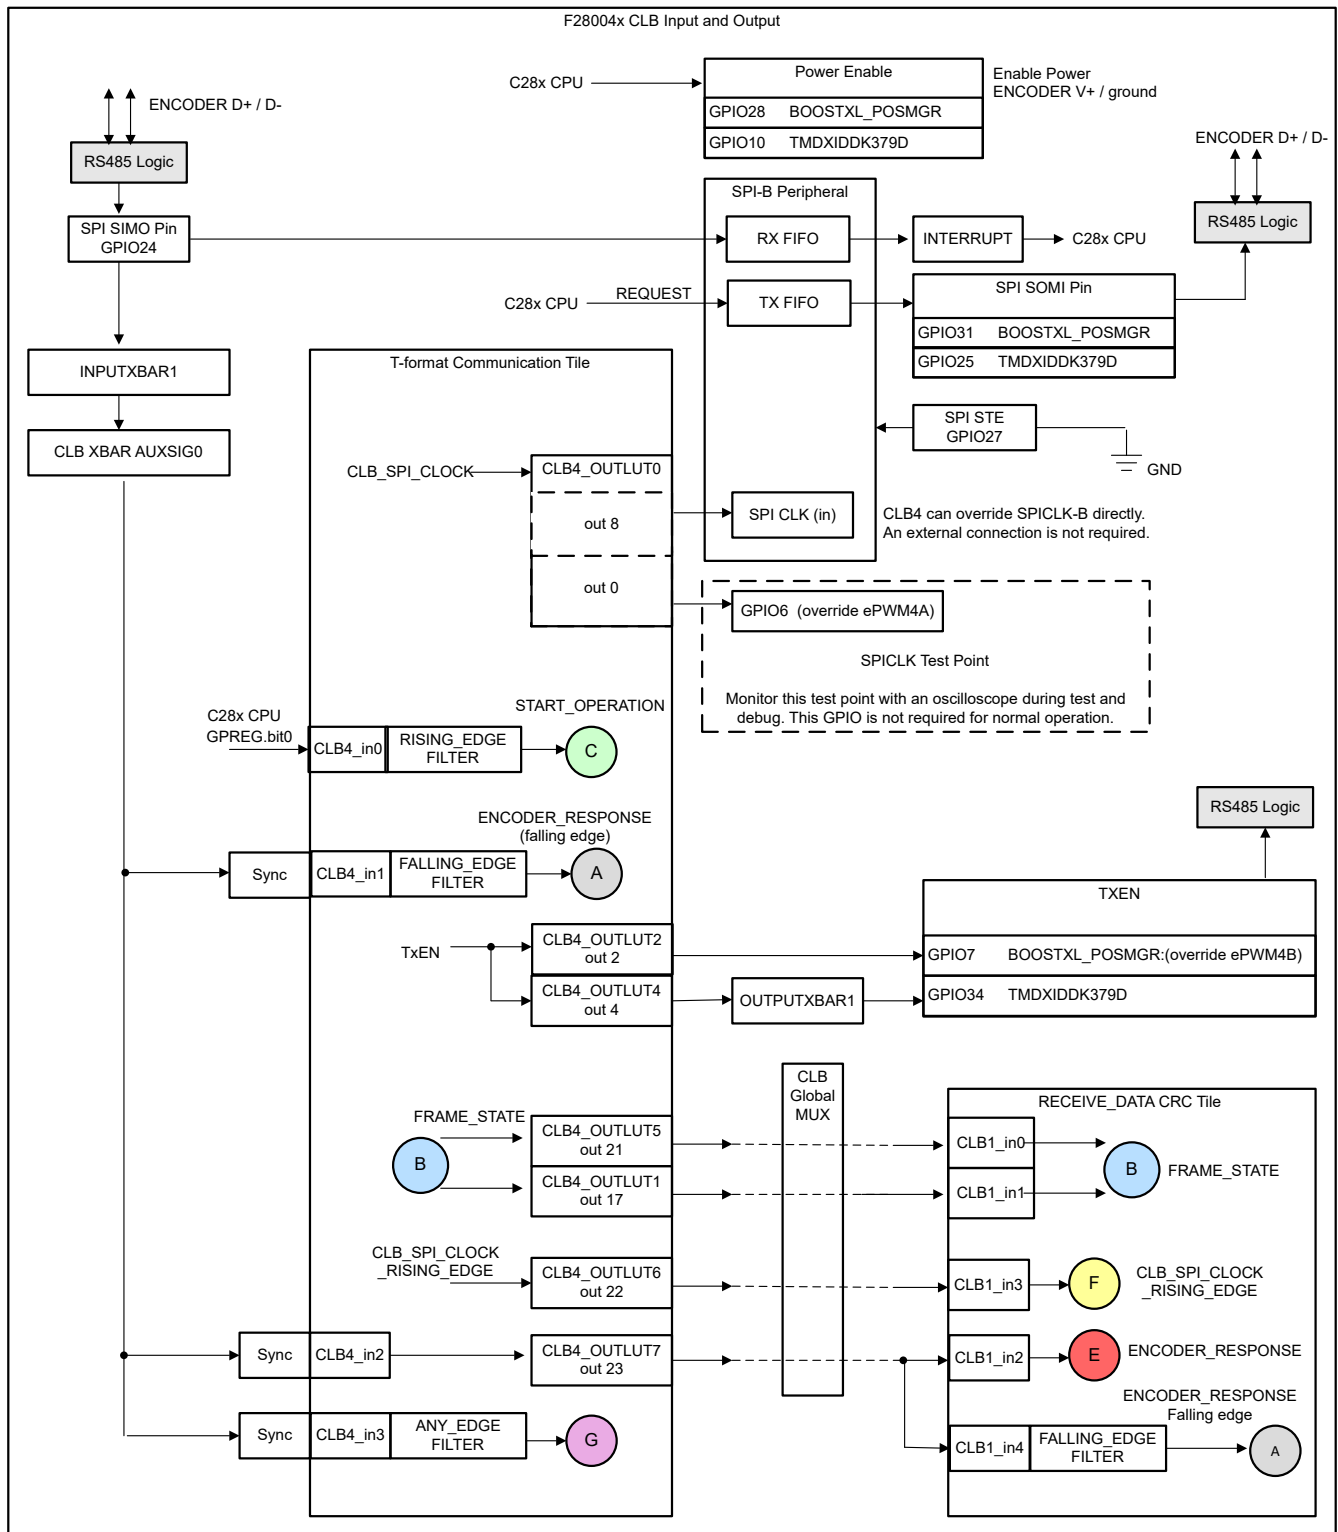 F28004x CLB Input and Output
C28x CPU
Power Enable
GPIO28 BOOSTXL_POSMGR
GPIO10 TMDXIDDK379D
Enable Power
ENCODER V+ / ground
ENCODER D+ / D-
RS485 Logic
SPI SIMO Pin
GPIO24
INPUTXBAR1
CLB XBAR AUXSIG0
SPI-B Peripheral
RX FIFO
INTERRUPT
C28x CPU
C28x CPU
REQUEST
TX FIFO
SPI SOMI Pin
GPIO31 BOOSTXL_POSMGR
GPIO25 TMDXIDDK379D
ENCODER D+ / D-
RS485 Logic
SPI STE
GPIO27
GND
SPI CLK (in)
CLB4 can override SPICLK-B directly.
An external connection is not required.
T-format Communication Tile
CLB_SPI_CLOCK
CLB4_OUTLUT0
out 8
out 0
GPIO6 (override ePWM4A)
SPICLK Test Point
Monitor this test point with an oscilloscope during test and
debug. This GPIO is not required for normal operation.
C28x CPU
GPREG.bit0
CLB4_in0
RISING_EDGE
FILTER
START_OPERATION
C
Sync
CLB4_in1
FALLING_EDGE
FILTER
ENCODER_RESPONSE
(falling edge)
A
RS485 Logic
TxEN
CLB4_OUTLUT2
out 2
CLB4_OUTLUT4
out 4
OUTPUTXBAR1
TXEN
GPIO7 BOOSTXL_POSMGR:(override ePWM4B)
GPIO34 TMDXIDDK379D
CLB
Global
MUX
RECEIVE_DATA CRC Tile
FRAME_STATE
B
CLB4_OUTLUT5
out 21
CLB4_OUTLUT1
out 17
CLB1_in0
CLB1_in1
B
FRAME_STATE
CLB_SPI_CLOCK
_RISING_EDGE
CLB4_OUTLUT6
out 22
CLB1_in3
F
CLB_SPI_CLOCK
_RISING_EDGE
Sync
CLB4_in2
CLB4_OUTLUT7
out 23
CLB1_in2
E
ENCODER_RESPONSE
Sync
CLB4_in3
ANY_EDGE
FILTER
G
CLB1_in4
FALLING_EDGE
FILTER
ENCODER_RESPONSE
Falling edge
A